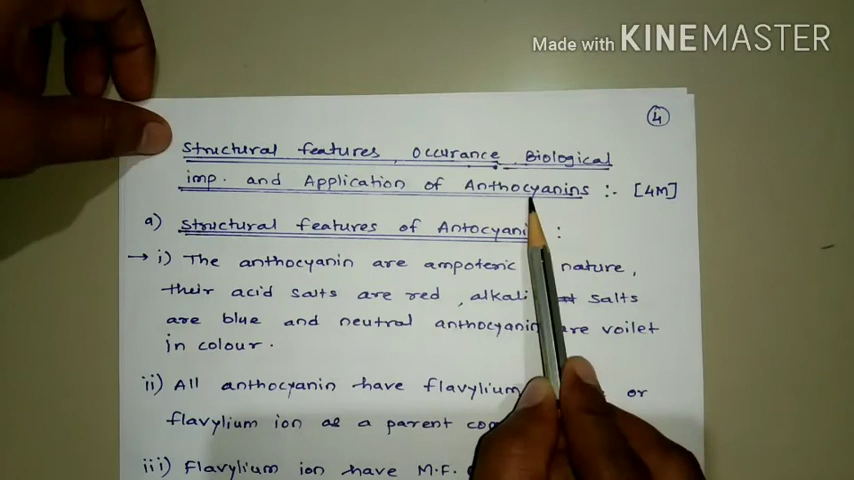 Made with KINEMASTER
4
Structural features, Occurance, Biological
imp. and Application of Anthocyanins :- [4M]
a) Structural features of Antocyani :
→ i) The anthocyanin are ampoteric nature,
their acid salts are red, alkali salts
are blue and neutral anthocyanin are voilet
in colour.
ii) All anthocyanin have flavylium or
flavylium ion as a parent
iii) Flavylium ion have M.F.